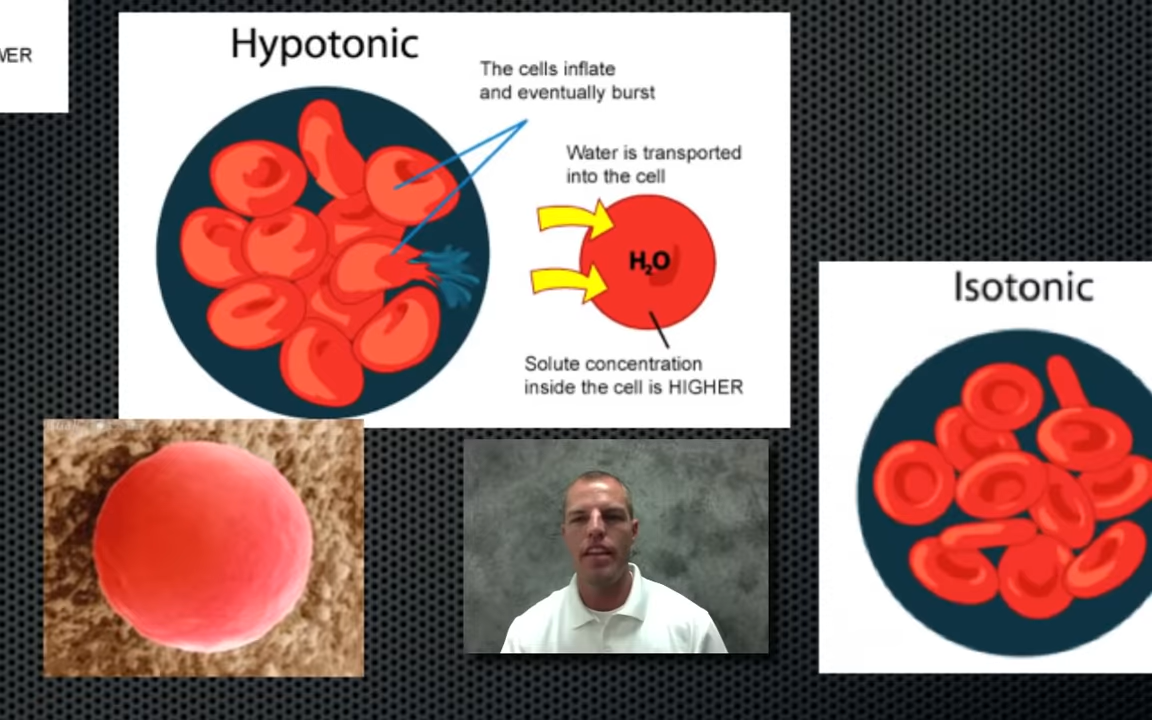 Hypotonic
The cells inflate
and eventually burst
Water is transported
into the cell
H₂O
Solute concentration
inside the cell is HIGHER
Isotonic